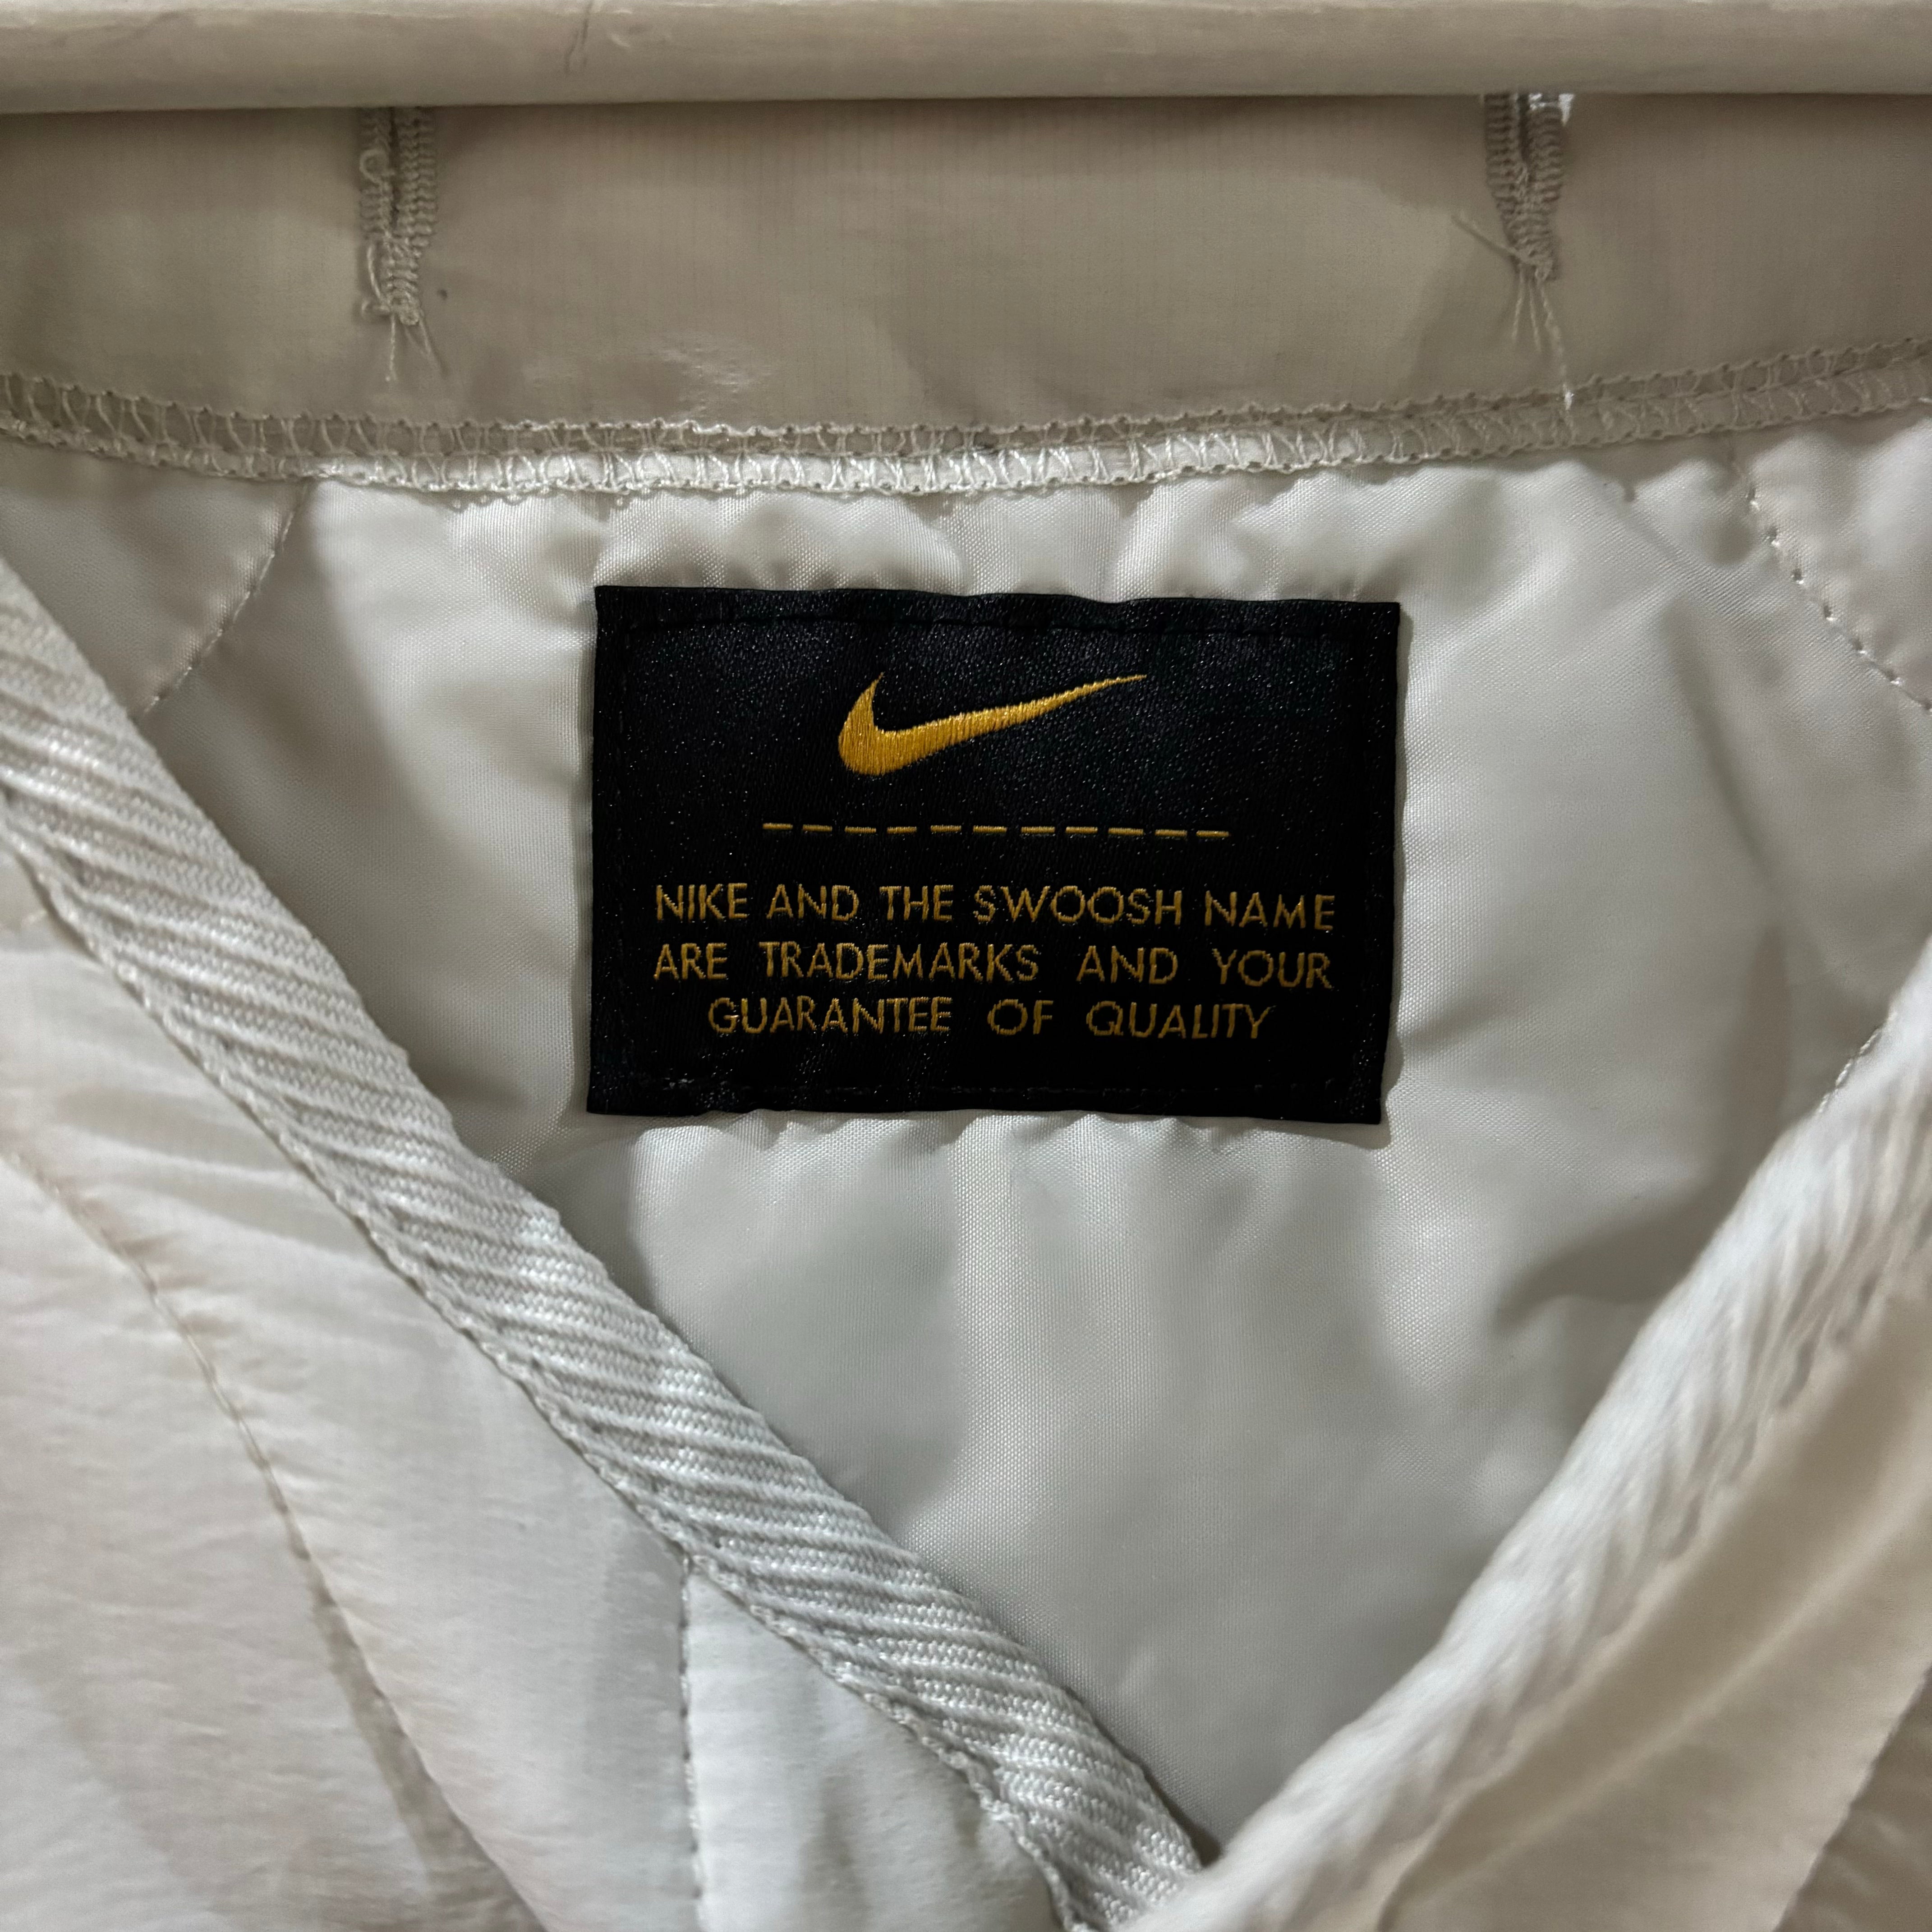 NIKE AND THE SWOOSH NAME
ARE TRADEMARKS AND YOUR
GUARANTEE OF QUALITY